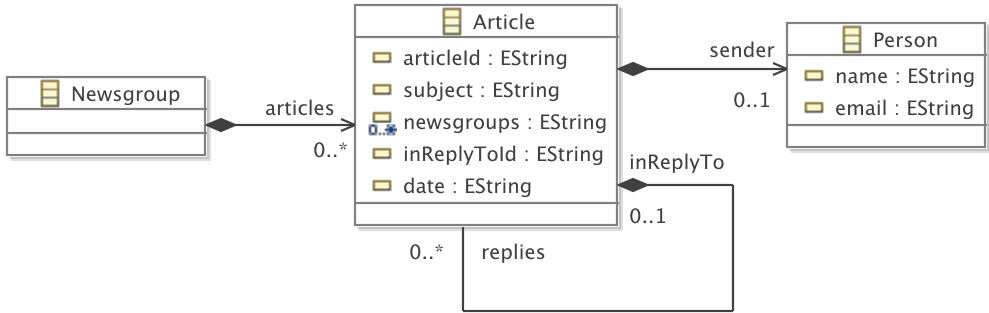 Newsgroup
articles
0..*
Article
articleId : EString
subject : EString
0..* newsgroups : EString
inReplyToId : EString
date : EString
sender
0..1
Person
name : EString
email : EString
inReplyTo
0..1
0..*
replies